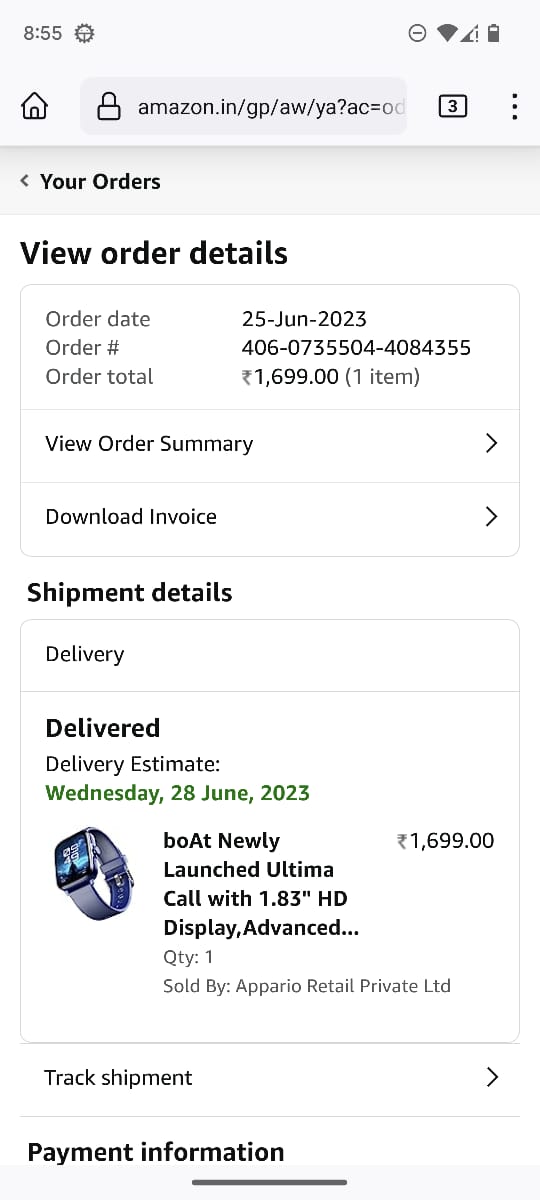 8:55
amazon.in/gp/aw/ya?ac=od
3
Your Orders
View order details
Order date 25-Jun-2023
Order # 406-0735504-4084355
Order total ₹1,699.00 (1 item)
View Order Summary
Download Invoice
Shipment details
Delivery
Delivered
Delivery Estimate:
Wednesday, 28 June, 2023
boAt Newly ₹1,699.00
Launched Ultima
Call with 1.83" HD
Display,Advanced...
Qty: 1
Sold By: Appario Retail Private Ltd
Track shipment
Payment information